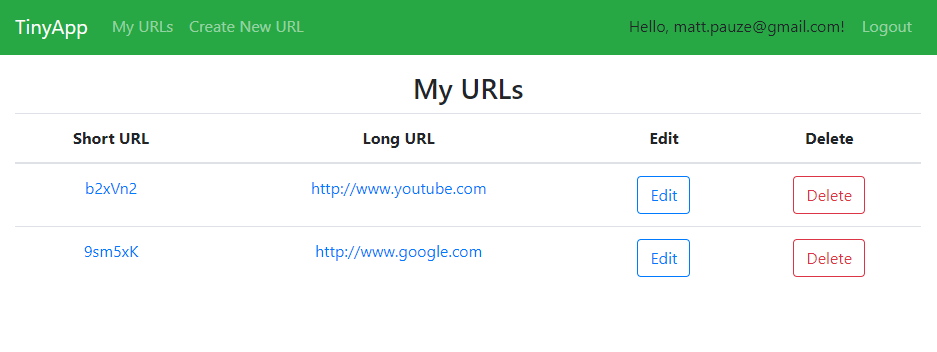 TinyApp My URLs Create New URL Hello, matt.pauze@gmail.com! Logout
My URLs
Short URL Long URL Edit Delete
b2xVn2 http://www.youtube.com Edit Delete
9sm5xK http://www.google.com Edit Delete